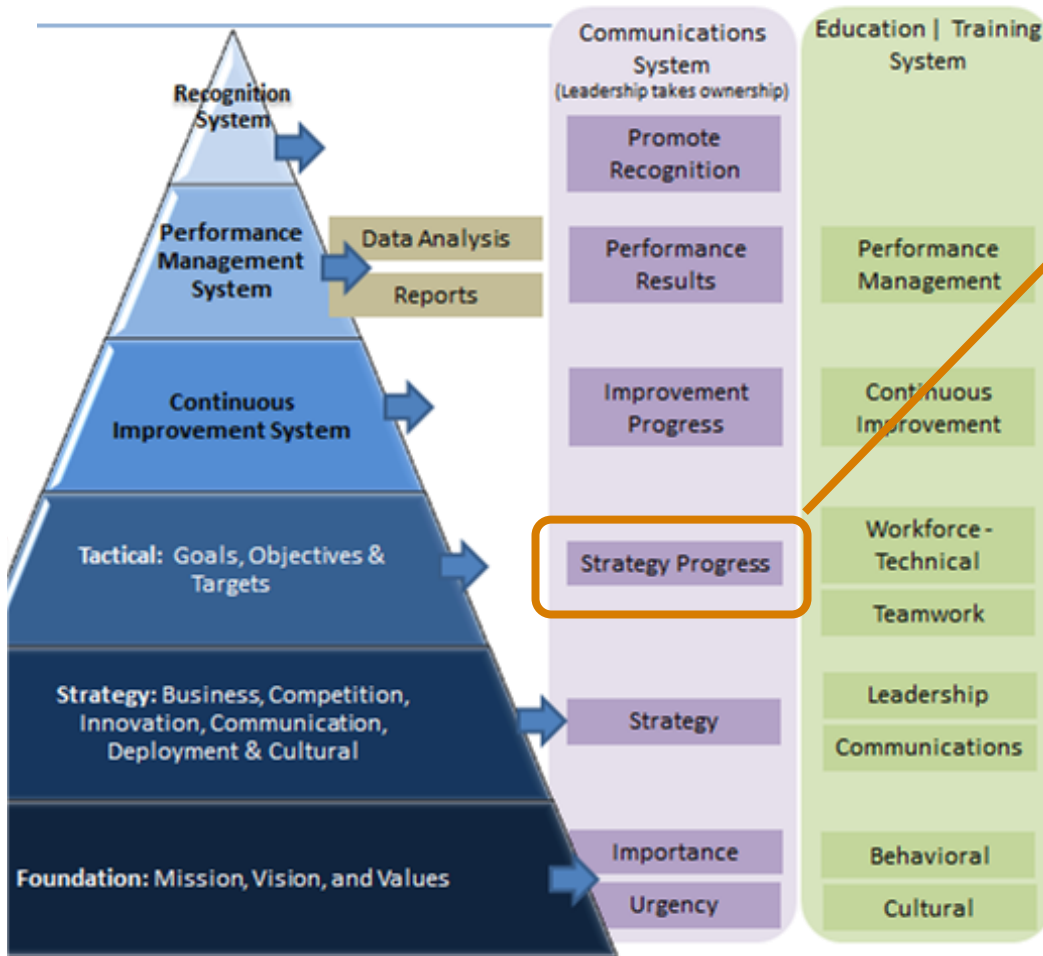 Recognition
System
Performance
Management
System
Continuous
Improvement System
Tactical: Goals, Objectives &
Targets
Strategy: Business, Competition,
Innovation, Communication,
Deployment & Cultural
Foundation: Mission, Vision, and Values
Data Analysis
Reports
Communications
System
(Leadership takes ownership)
Promote
Recognition
Performance
Results
Improvement
Progress
Strategy Progress
Strategy
Importance
Urgency
Education | Training
System
Performance
Management
Continuous
Improvement
Workforce -
Technical
Teamwork
Leadership
Communications
Behavioral
Cultural